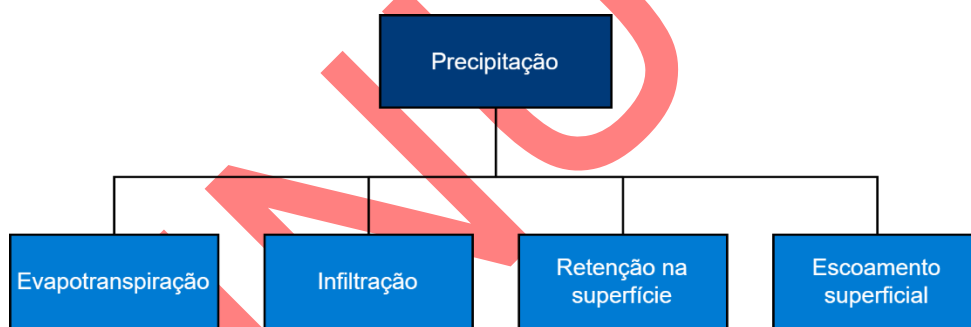 Precipitação
Evapotranspiração
Infiltração
Retenção na
superfície
Escoamento
superficial